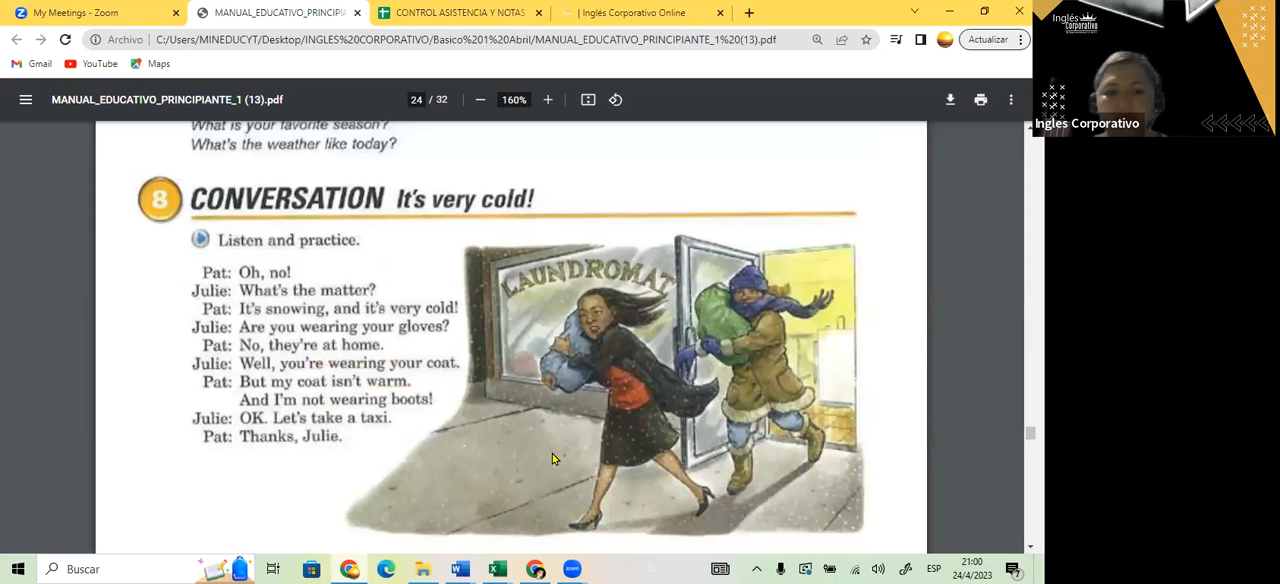 My Meetings - Zoom
MANUAL_EDUCATIVO_PRINCIPIA
CONTROL ASISTENCIA Y NOTAS
| Inglés Corporativo Online
Archivo
C:/Users/MINEDUCYT/Desktop/INGLES%20CORPORATIVO/Basico%201%20Abril/MANUAL_EDUCATIVO_PRINCIPIANTE_1%20(13).pdf
Actualizar
Gmail
YouTube
Maps
MANUAL_EDUCATIVO_PRINCIPIANTE_1 (13).pdf
24 / 32
160%
Inglés
Corporativo
Ingles Corporativo
What is your favorite season?
What's the weather like today?
8 CONVERSATION It's very cold!
Listen and practice.
Pat: Oh, no!
Julie: What's the matter?
Pat: It's snowing, and it's very cold!
Julie: Are you wearing your gloves?
Pat: No, they're at home.
Julie: Well, you're wearing your coat.
Pat: But my coat isn't warm.
And I'm not wearing boots!
Julie: OK. Let's take a taxi.
Pat: Thanks, Julie.
LAUNDROMAT
Buscar
ESP
21:00
24/4/2023